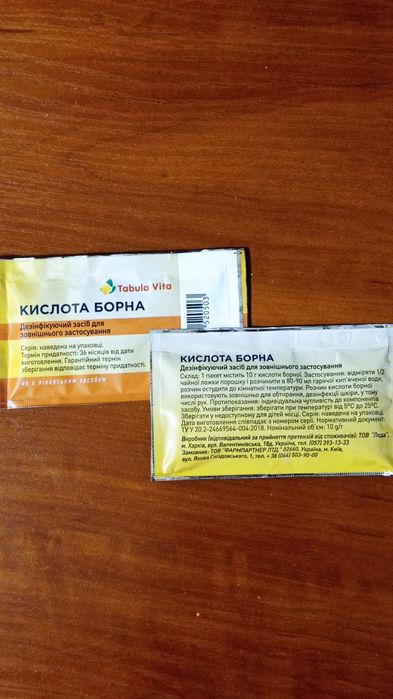 Tabula Vita
КИСЛОТА БОРНА
Дезінфікуючий засіб для
зовнішнього застосування
Серія: наведена на упаковці.
Термін придатності: 36 місяців від дати
виготовлення. Гарантійний термін
зберігання відповідає терміну придатності.
не є лікарським засобом
520303
КИСЛОТА БОРНА
Дезінфікуючий засіб для зовнішнього застосування
Склад: 1 пакет містить 10 г кислоти борної. Застосування: відміряти 1/2
чайної ложки порошку і розчинити в 80-90 мл гарячої кип'яченої води,
розчин остудити до кімнатної температури. Розчин кислоти борної
використовують зовнішньо для обтирання, дезінфекції шкіри, у тому
числі рук. Протипоказання: індивідуальна чутливість до компонентів
засобу. Умови зберігання: зберігати при температурі від 5°C до 25°C.
Зберігати у недоступному для дітей місці. Серія: наведена на упаковці.
Дата виготовлення співпадає з номером серії. Нормативний документ:
ТУ У 20.2-24669564-004:2018. Номінальний об'єм: 10 g/г
Виробник (відповідальний за прийняття претензій від споживачів): ТОВ "Леда",
м. Харків, вул. Валентинівська, 18д, Україна, тел. (057) 393-13-33
Замовник: ТОВ "ФАРМПАРТНЕР ЛТД," 02660, Україна, м. Київ,
вул. Якова Гніздовського, 1, тел. + 38 (044) 503-90-00